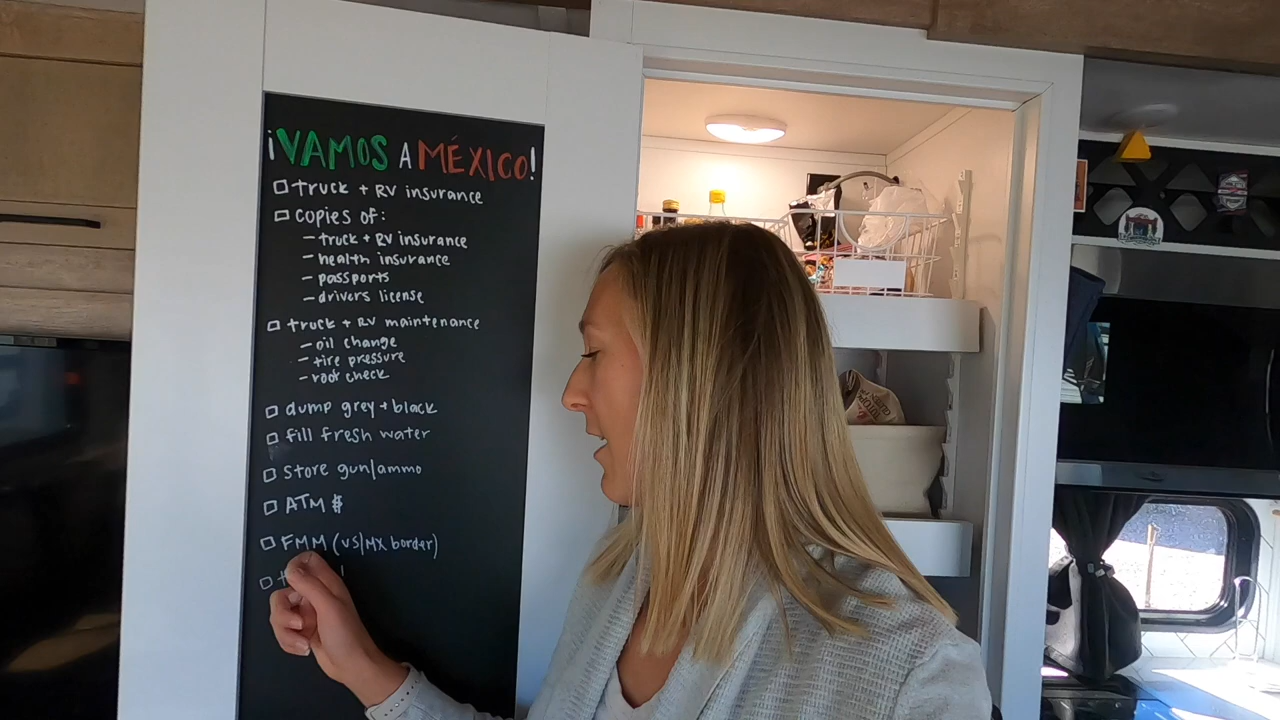 ¡VAMOS A MÉXICO!
truck + RV insurance
copies of:
- truck + RV insurance
- health insurance
- passports
- drivers license
truck + RV maintenance
- oil change
- tire pressure
- roof check
dump grey + black
fill fresh water
store gun/ammo
ATM $
FMM (US/MX border)